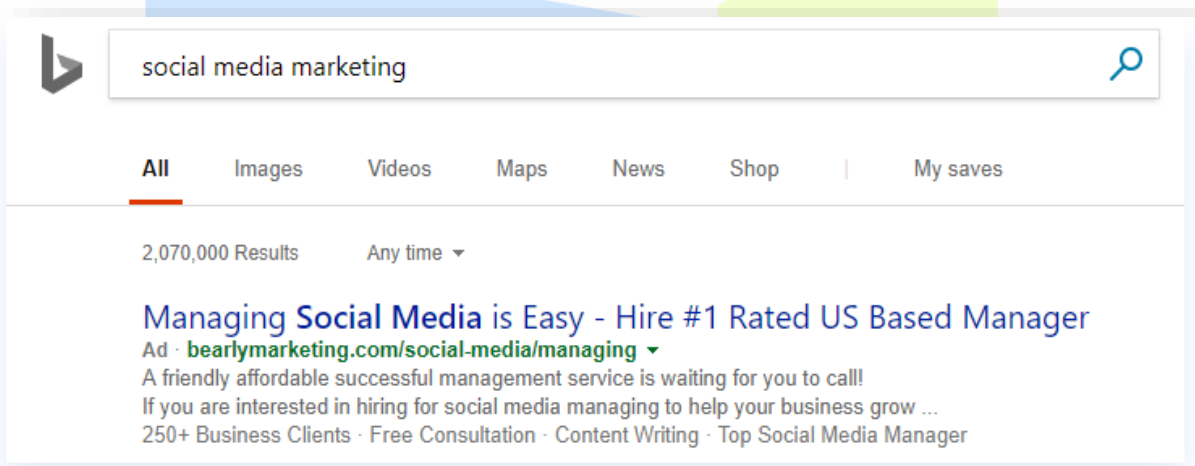 social media marketing
All Images Videos Maps News Shop | My saves
2,070,000 Results Any time
Managing Social Media is Easy - Hire #1 Rated US Based Manager
Ad · bearlymarketing.com/social-media/managing
A friendly affordable successful management service is waiting for you to call!
If you are interested in hiring for social media managing to help your business grow ...
250+ Business Clients · Free Consultation · Content Writing · Top Social Media Manager